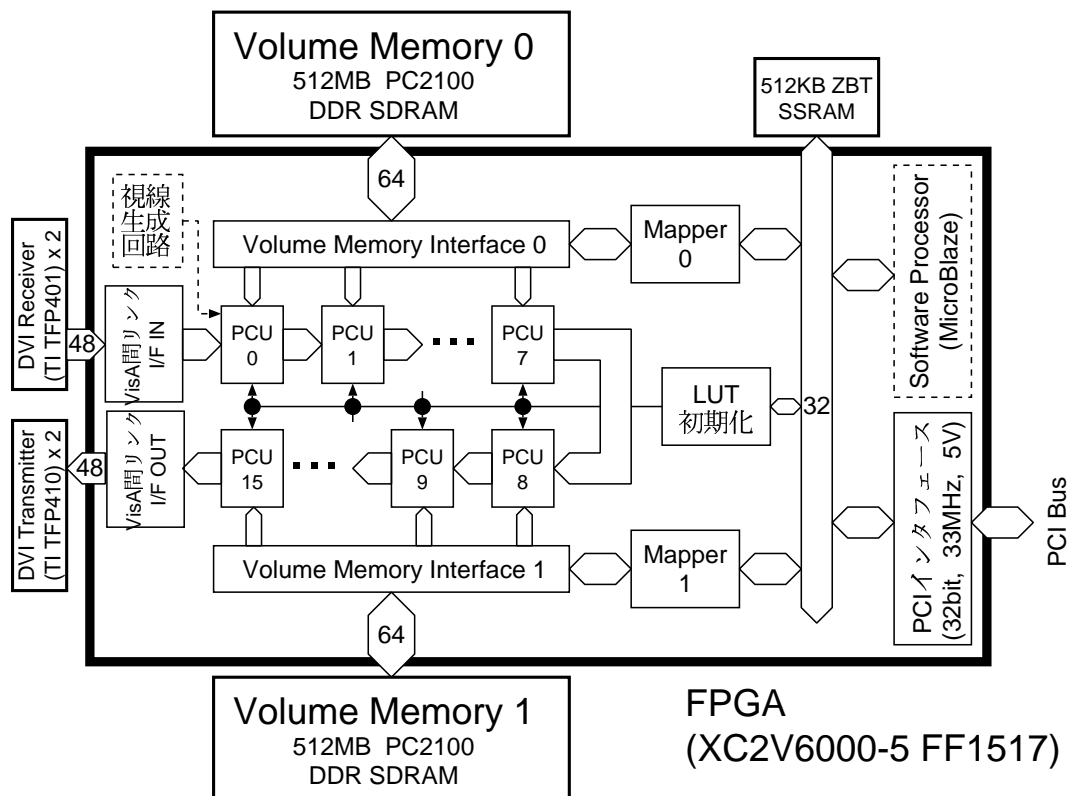 Volume Memory 0
512MB PC2100
DDR SDRAM
512KB ZBT
SSRAM
64
視線
生成
回路
Volume Memory Interface 0
Mapper
0
Software Processor
(MicroBlaze)
DVI Receiver
(TI TFP401) x 2
48
VisA間リンク
I/F IN
PCU
0
PCU
1
PCU
7
LUT
初期化
32
DVI Transmitter
(TI TFP410) x 2
48
VisA間リンク
I/F OUT
PCU
15
PCU
9
PCU
8
PCIインタフェース
(32bit, 33MHz, 5V)
PCI Bus
Volume Memory Interface 1
Mapper
1
64
Volume Memory 1
512MB PC2100
DDR SDRAM
FPGA
(XC2V6000-5 FF1517)